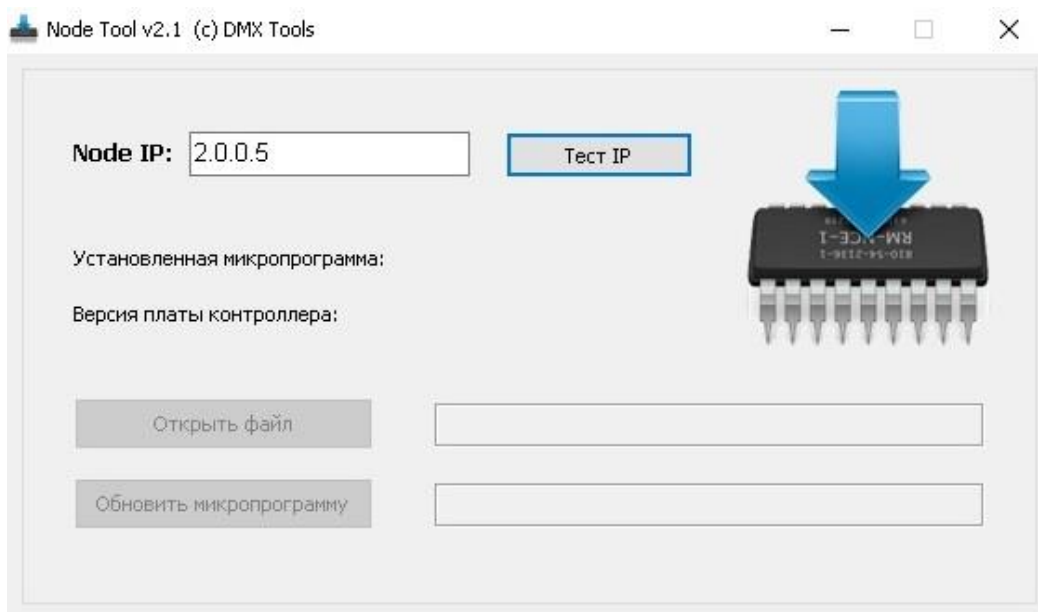 Node Tool v2.1 (c) DMX Tools
Node IP: 2.0.0.5 Тест IP
Установленная микропрограмма:
Версия платы контроллера:
Открыть файл
Обновить микропрограмму